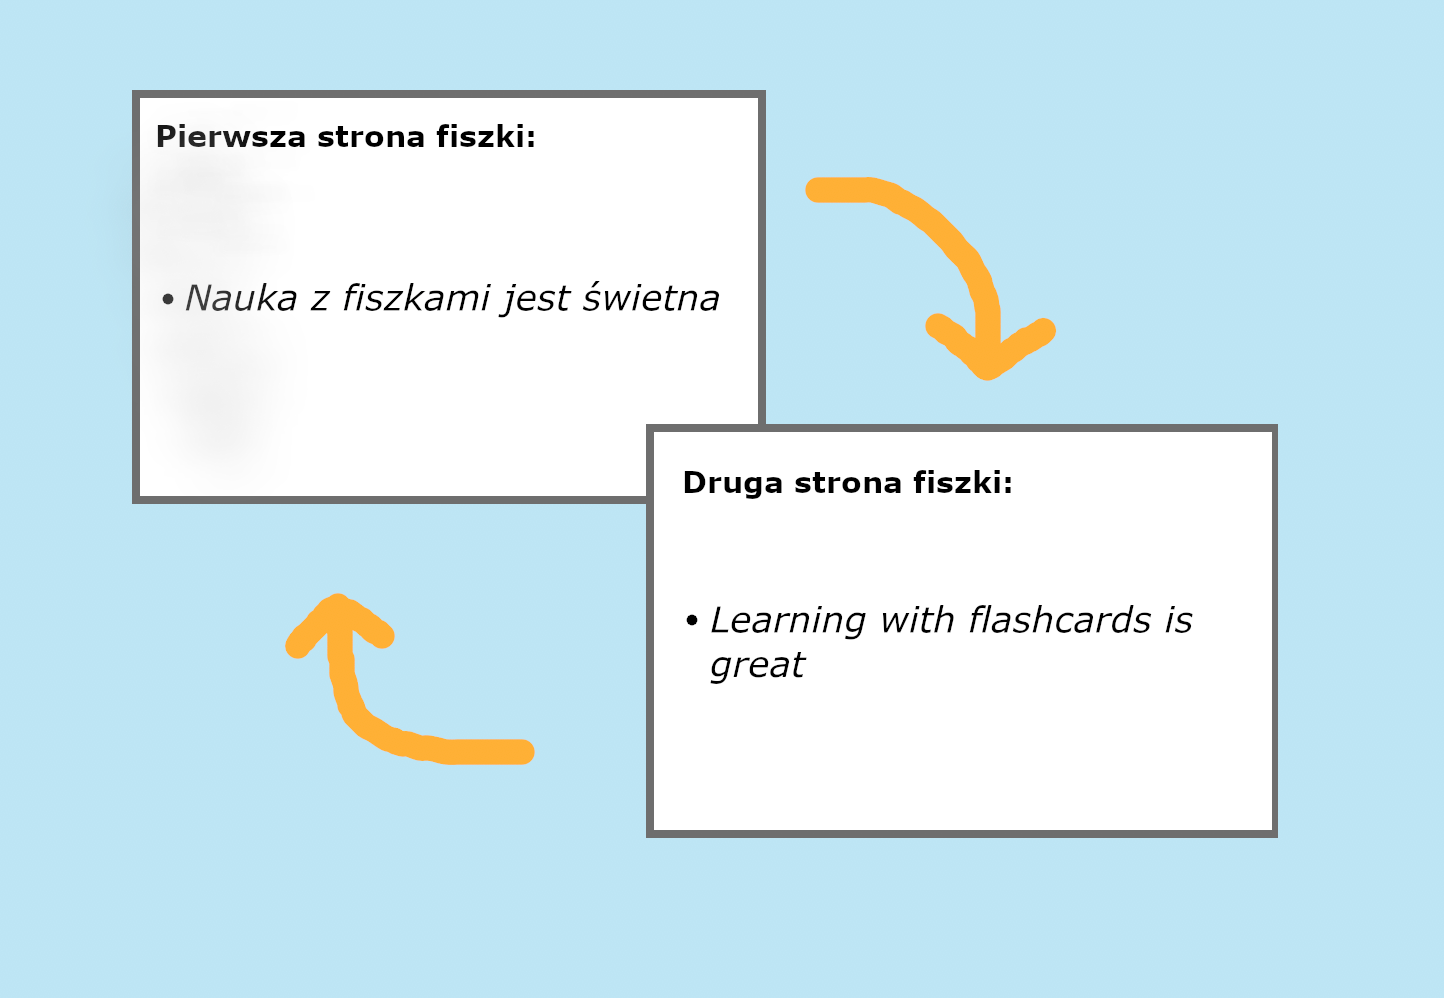 Pierwsza strona fiszki:
• Nauka z fiszkami jest świetna
Druga strona fiszki:
• Learning with flashcards is
great